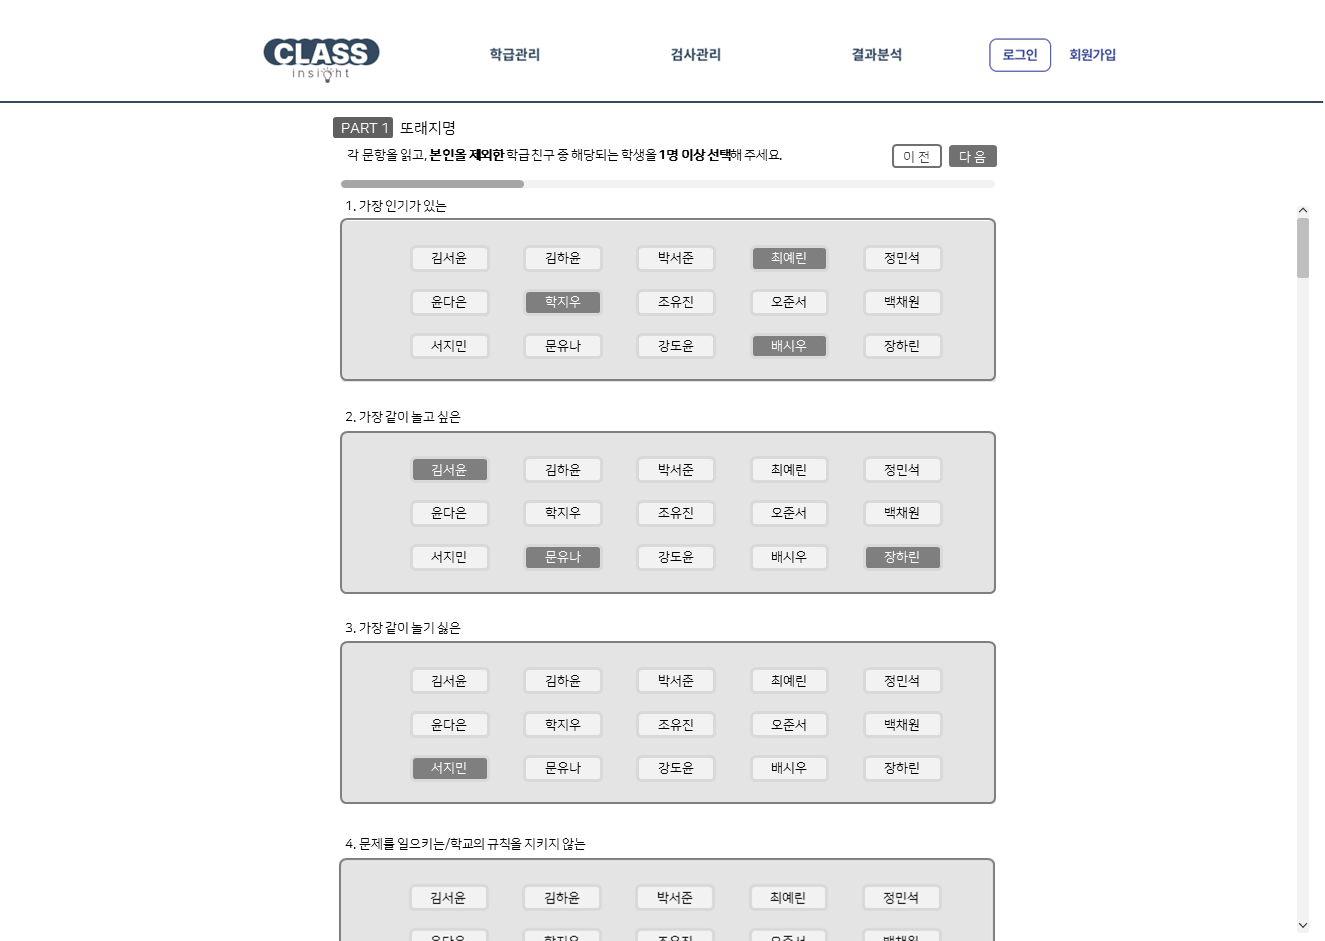 CLASS insight 학급관리 검사관리 결과분석 로그인 회원가입
PART 1 또래지명
각 문항을 읽고, 본인을 제외한 학급 친구 중 해당되는 학생을 1명 이상 선택해 주세요. 이 전 다 음
1. 가장 인기가 있는
김서윤 김하윤 박서준 최예린 정민석
윤다은 학지우 조유진 오준서 백채원
서지민 문유나 강도윤 배시우 장하린
2. 가장 같이 놀고 싶은
김서윤 김하윤 박서준 최예린 정민석
윤다은 학지우 조유진 오준서 백채원
서지민 문유나 강도윤 배시우 장하린
3. 가장 같이 놀기 싫은
김서윤 김하윤 박서준 최예린 정민석
윤다은 학지우 조유진 오준서 백채원
서지민 문유나 강도윤 배시우 장하린
4. 문제를 일으키는/학교의 규칙을 지키지 않는
김서윤 김하윤 박서준 최예린 정민석